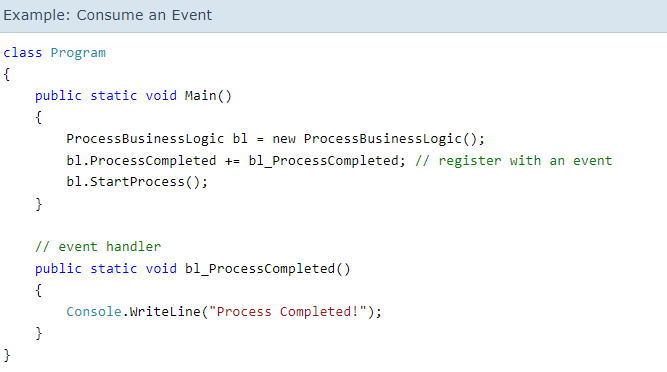 Example: Consume an Event
class Program
{
    public static void Main()
    {
        ProcessBusinessLogic bl = new ProcessBusinessLogic();
        bl.ProcessCompleted += bl_ProcessCompleted; // register with an event
        bl.StartProcess();
    }

    // event handler
    public static void bl_ProcessCompleted()
    {
        Console.WriteLine("Process Completed!");
    }
}